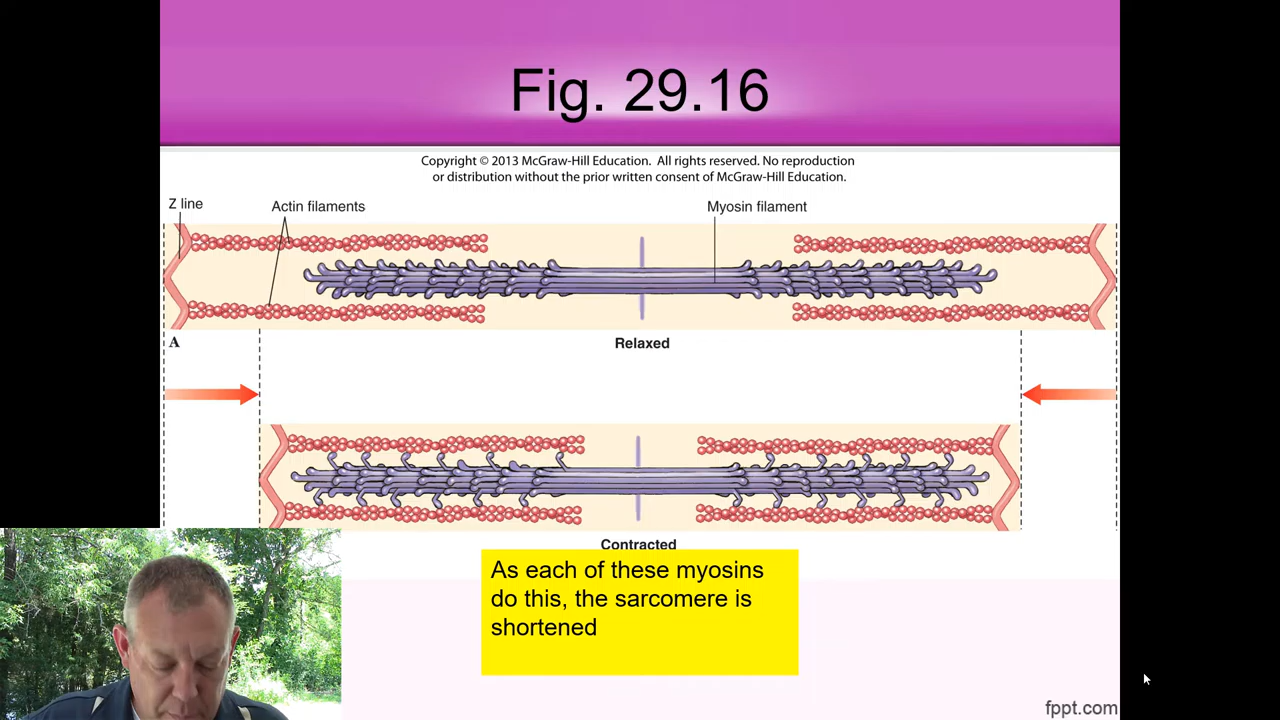 Fig. 29.16
Copyright © 2013 McGraw-Hill Education. All rights reserved. No reproduction
or distribution without the prior written consent of McGraw-Hill Education.
Z line
Actin filaments
Myosin filament
A
Relaxed
Contracted
As each of these myosins
do this, the sarcomere is
shortened
fppt.com